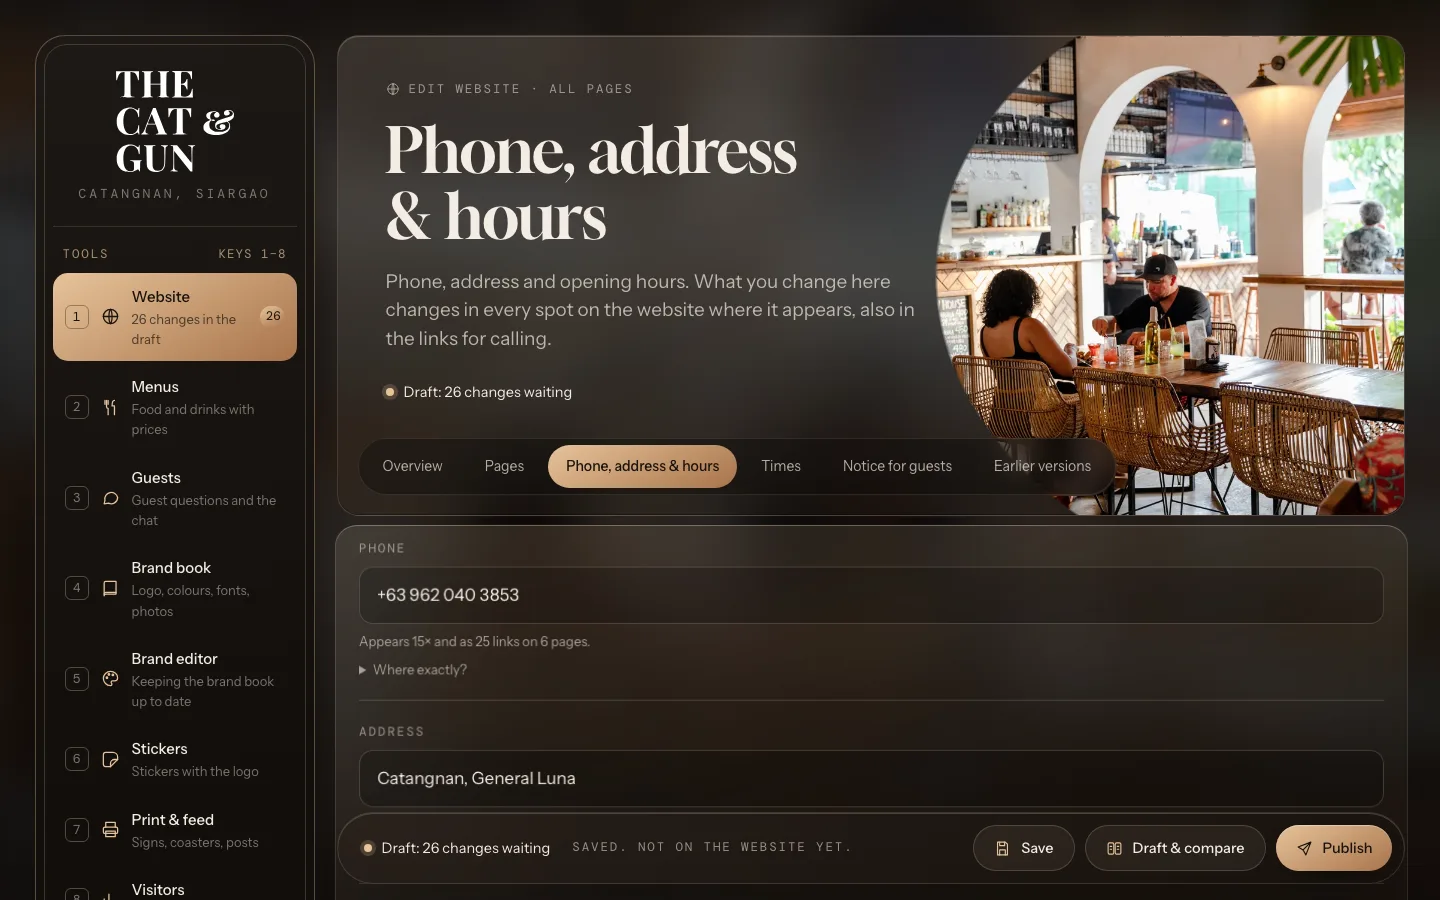 THE
CAT &
GUN
CATANGNAN, SIARGAO
TOOLS KEYS 1–8
1 Website 26
26 changes in the
draft
2 Menus
Food and drinks with
prices
3 Guests
Guest questions and the
chat
4 Brand book
Logo, colours, fonts,
photos
5 Brand editor
Keeping the brand book
up to date
6 Stickers
Stickers with the logo
7 Print & feed
Signs, coasters, posts
8 Visitors
EDIT WEBSITE · ALL PAGES
Phone, address
& hours
Phone, address and opening hours. What you change here
changes in every spot on the website where it appears, also in
the links for calling.
Draft: 26 changes waiting
Overview Pages Phone, address & hours Times Notice for guests Earlier versions
PHONE
+63 962 040 3853
Appears 15× and as 25 links on 6 pages.
Where exactly?
ADDRESS
Catangnan, General Luna
Draft: 26 changes waiting SAVED. NOT ON THE WEBSITE YET. Save Draft & compare Publish